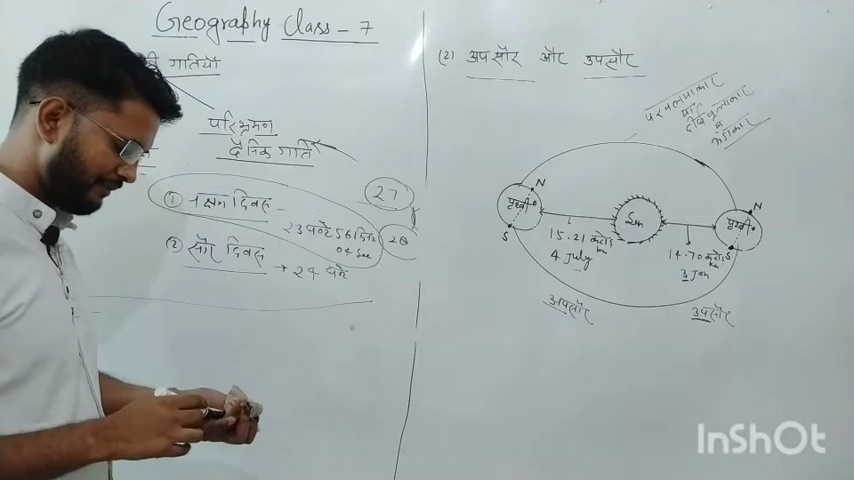 Geography Class - 7
गतियाँ
परिभ्रमण
दैनिक गति
① नक्षत्र दिवस -
23 घण्टे 56 मिनट
04 Sec
② सौर दिवस → 24 घंटे
27
28
(2) अपसौर और उपसौर
परवलयाकार
या
दीर्घवृत्ताकार
व
अंडाकार
N
पृथ्वी
S
Sun
N
पृथ्वी
S
15.21 करोड़
km
4 July
14.70 करोड़
km
3 Jan
अपसौर
उपसौर
InShOt